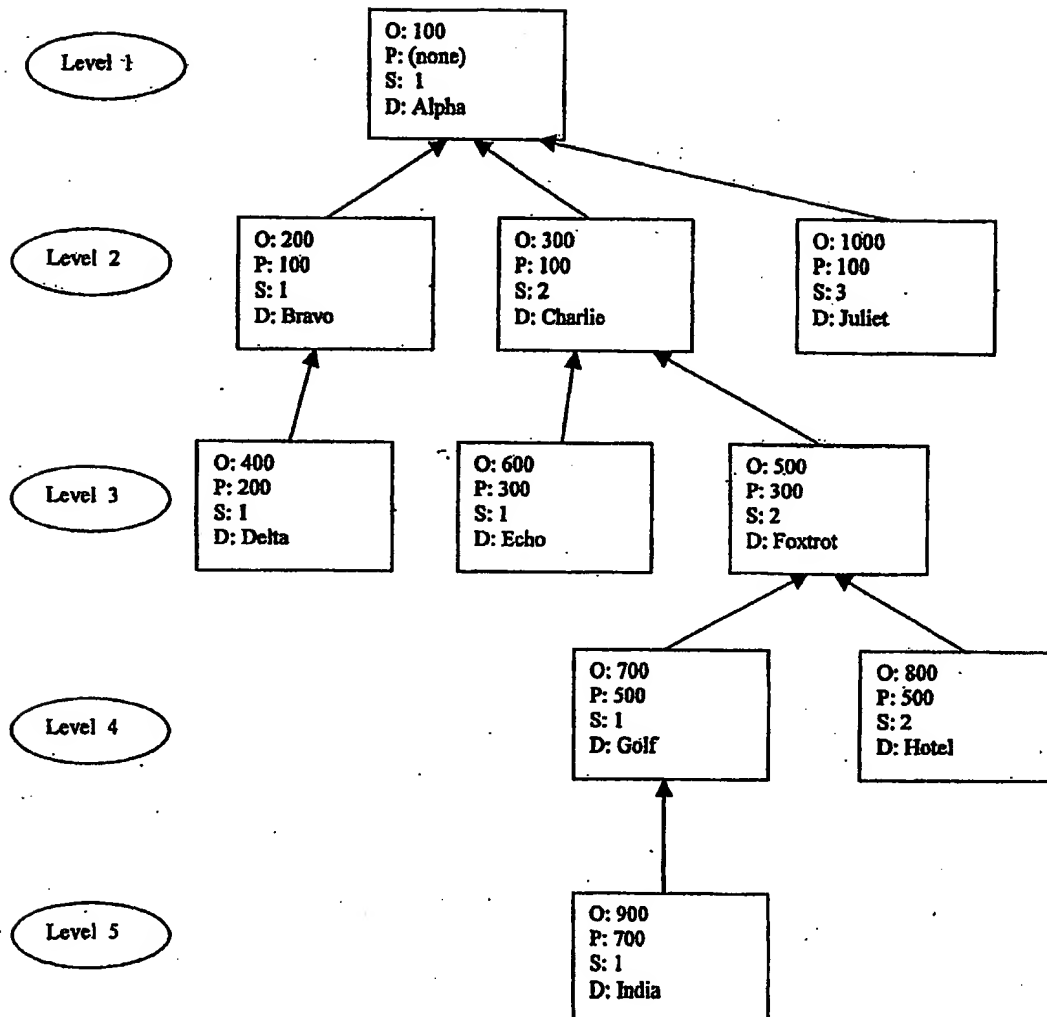 Level 1
O: 100
P: (none)
S: 1
D: Alpha
Level 2
O: 200
P: 100
S: 1
D: Bravo
O: 300
P: 100
S: 2
D: Charlie
O: 1000
P: 100
S: 3
D: Juliet
Level 3
O: 400
P: 200
S: 1
D: Delta
O: 600
P: 300
S: 1
D: Echo
O: 500
P: 300
S: 2
D: Foxtrot
Level 4
O: 700
P: 500
S: 1
D: Golf
O: 800
P: 500
S: 2
D: Hotel
Level 5
O: 900
P: 700
S: 1
D: India